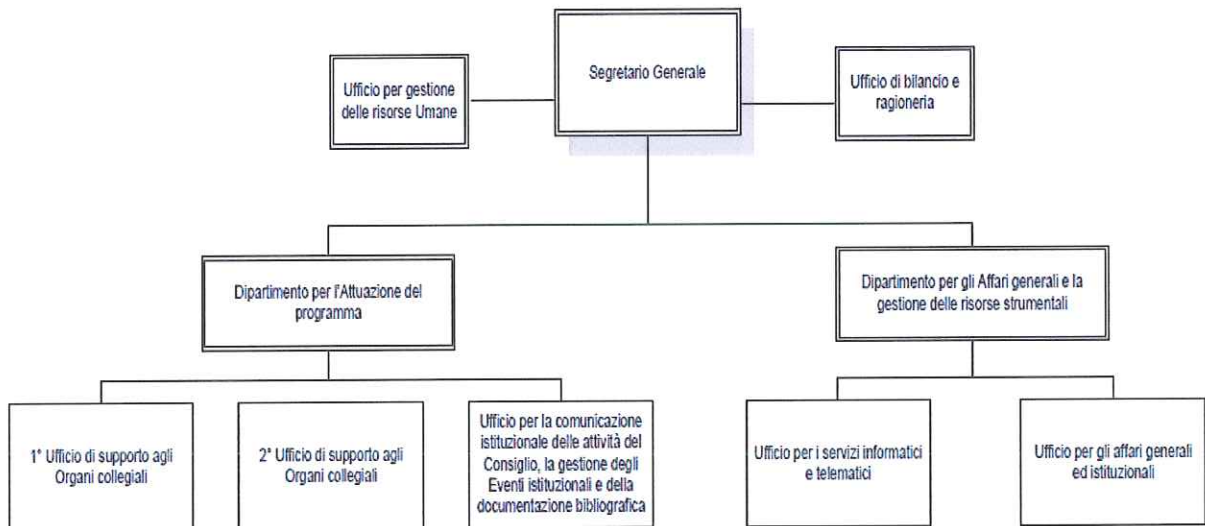 Segretario Generale
Ufficio per gestione
delle risorse Umane
Ufficio di bilancio e
ragioneria
Dipartimento per l'Attuazione del
programma
Dipartimento per gli Affari generali e la
gestione delle risorse strumentali
1° Ufficio di supporto agli
Organi collegiali
2° Ufficio di supporto agli
Organi collegiali
Ufficio per la comunicazione
istituzionale delle attività del
Consiglio, la gestione degli
Eventi istituzionali e della
documentazione bibliografica
Ufficio per i servizi informatici
e telematici
Ufficio per gli affari generali
ed istituzionali